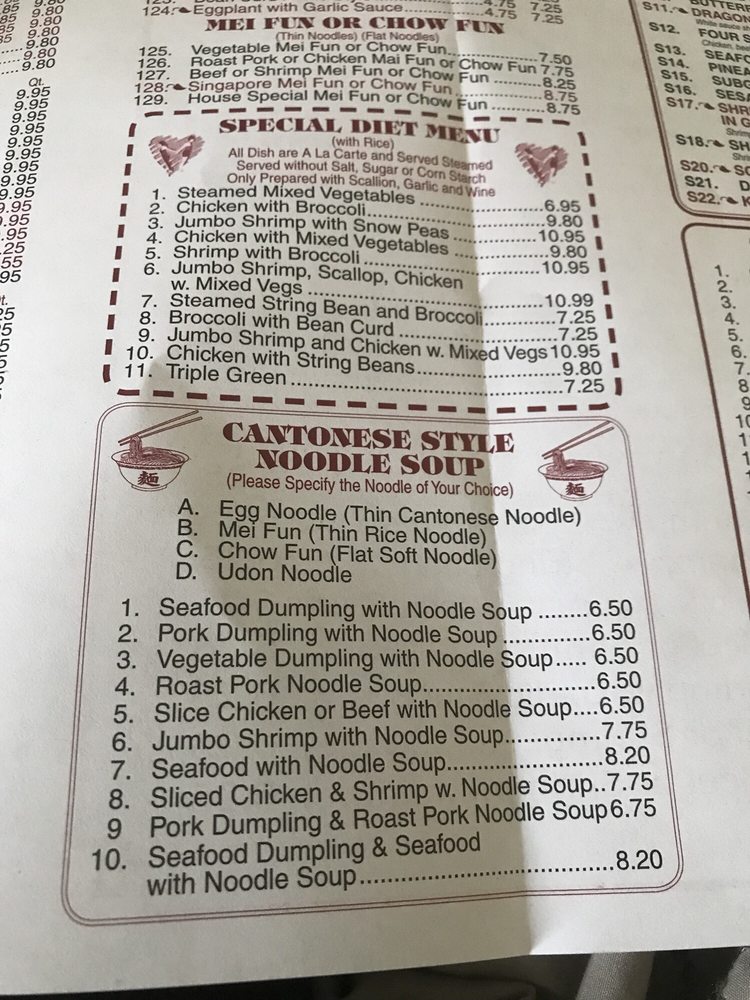 124. Eggplant with Garlic Sauce 4.75 7.25
MEI FUN OR CHOW FUN
(Thin Noodles) (Flat Noodles)
125. Vegetable Mei Fun or Chow Fun 7.50
126. Roast Pork or Chicken Mai Fun or Chow Fun 7.75
127. Beef or Shrimp Mei Fun or Chow Fun 8.25
128. Singapore Mei Fun or Chow Fun 8.75
129. House Special Mei Fun or Chow Fun 8.75
SPECIAL DIET MENU
(with Rice)
All Dish are A La Carte and Served Steamed
Served without Salt, Sugar or Corn Starch
Only Prepared with Scallion, Garlic and Wine
1. Steamed Mixed Vegetables 6.95
2. Chicken with Broccoli 9.80
3. Jumbo Shrimp with Snow Peas 10.95
4. Chicken with Mixed Vegetables 9.80
5. Shrimp with Broccoli 10.95
6. Jumbo Shrimp, Scallop, Chicken
w. Mixed Vegs 10.99
7. Steamed String Bean and Broccoli 7.25
8. Broccoli with Bean Curd 7.25
9. Jumbo Shrimp and Chicken w. Mixed Vegs 10.95
10. Chicken with String Beans 9.80
11. Triple Green 7.25
CANTONESE STYLE
NOODLE SOUP
麵
麵
(Please Specify the Noodle of Your Choice)
A. Egg Noodle (Thin Cantonese Noodle)
B. Mei Fun (Thin Rice Noodle)
C. Chow Fun (Flat Soft Noodle)
D. Udon Noodle
1. Seafood Dumpling with Noodle Soup ........6.50
2. Pork Dumpling with Noodle Soup ..............6.50
3. Vegetable Dumpling with Noodle Soup..... 6.50
4. Roast Pork Noodle Soup............................6.50
5. Slice Chicken or Beef with Noodle Soup....6.50
6. Jumbo Shrimp with Noodle Soup...............7.75
7. Seafood with Noodle Soup.........................8.20
8. Sliced Chicken & Shrimp w. Noodle Soup..7.75
9 Pork Dumpling & Roast Pork Noodle Soup 6.75
10. Seafood Dumpling & Seafood
with Noodle Soup.....................................8.20
S12. FOUR
S13.
S14.
S15.
S16.
S17.
IN
S18.
S20.
S21.
S22.